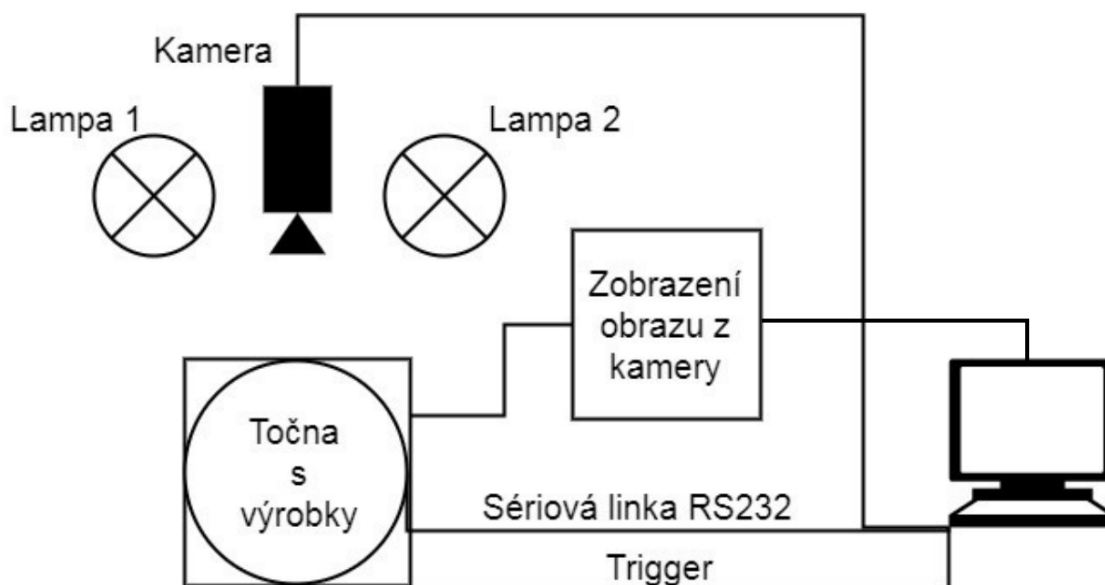 Kamera
Lampa 1
Lampa 2
Zobrazení
obrazu z
kamery
Točna
s
výrobky
Sériová linka RS232
Trigger